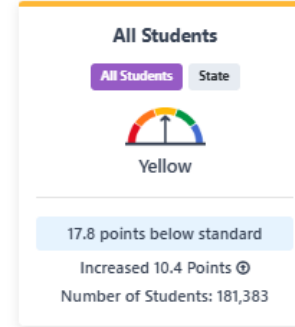 All Students
All Students State
Yellow
17.8 points below standard
Increased 10.4 Points
Number of Students: 181,383